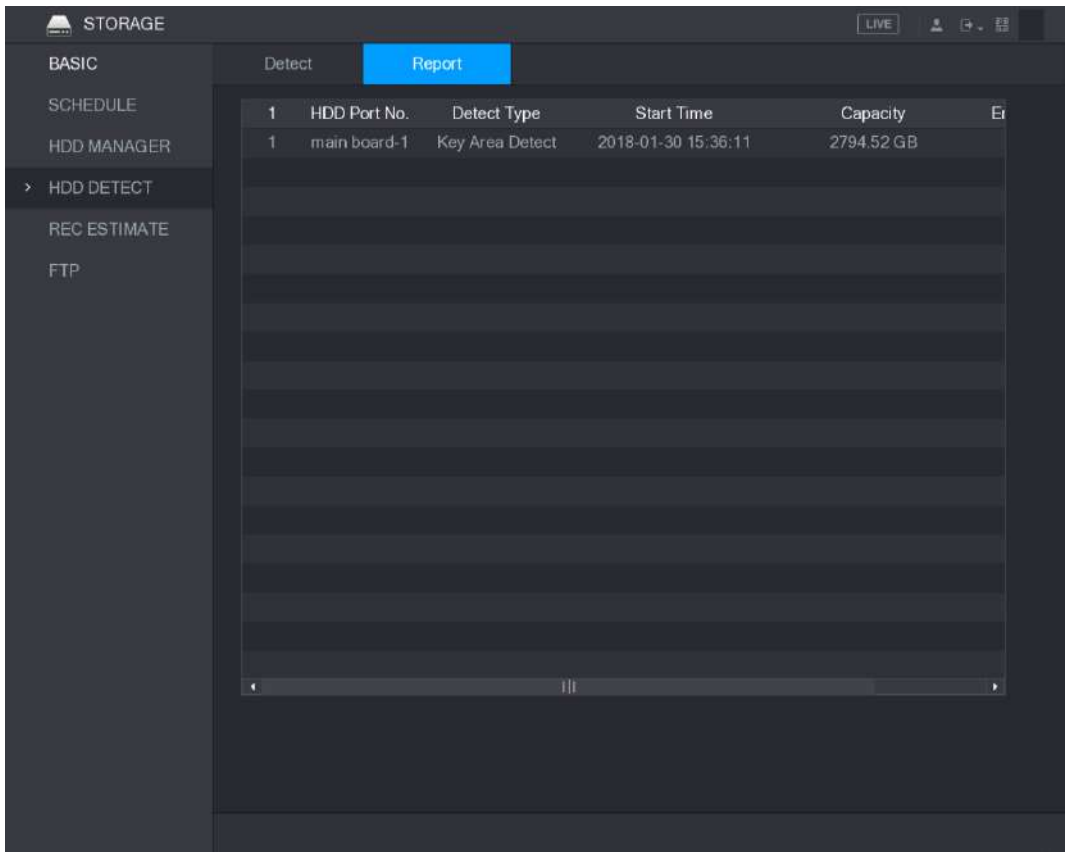 STORAGE LIVE
BASIC Detect Report
SCHEDULE
1 HDD Port No. Detect Type Start Time Capacity
HDD MANAGER 1 main board-1 Key Area Detect 2018-01-30 15:36:11 2794.52 GB
HDD DETECT
REC ESTIMATE
FTP